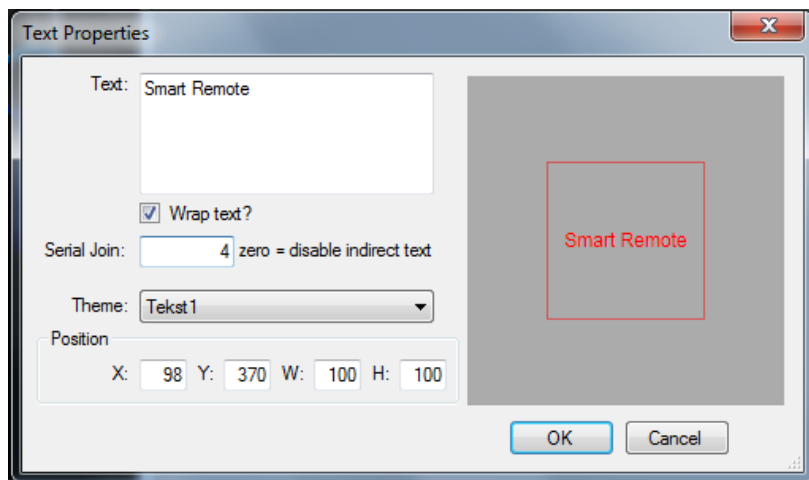 Text Properties
Text: Smart Remote
Wrap text?
Serial Join: 4 zero = disable indirect text
Theme: Tekst1
Position
X: 98 Y: 370 W: 100 H: 100
Smart Remote
OK Cancel